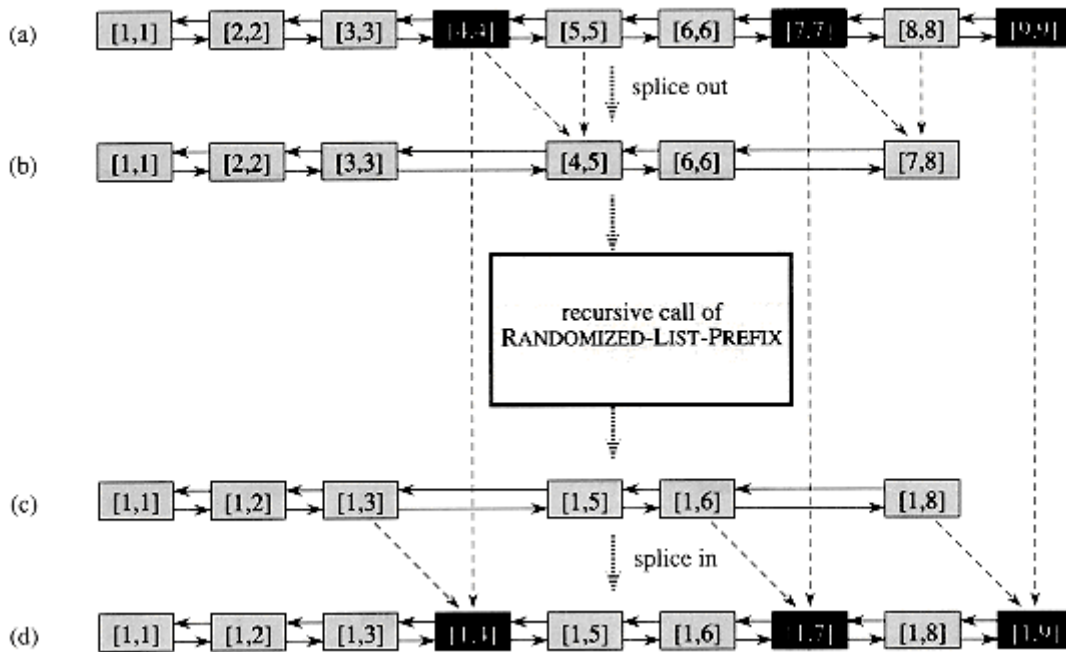 (a) [1,1] [2,2] [3,3] [4,4] [5,5] [6,6] [7,7] [8,8] [9,9]
splice out
(b) [1,1] [2,2] [3,3] [4,5] [6,6] [7,8]
recursive call of
RANDOMIZED-LIST-PREFIX
(c) [1,1] [1,2] [1,3] [1,5] [1,6] [1,8]
splice in
(d) [1,1] [1,2] [1,3] [1,4] [1,5] [1,6] [1,7] [1,8] [1,9]